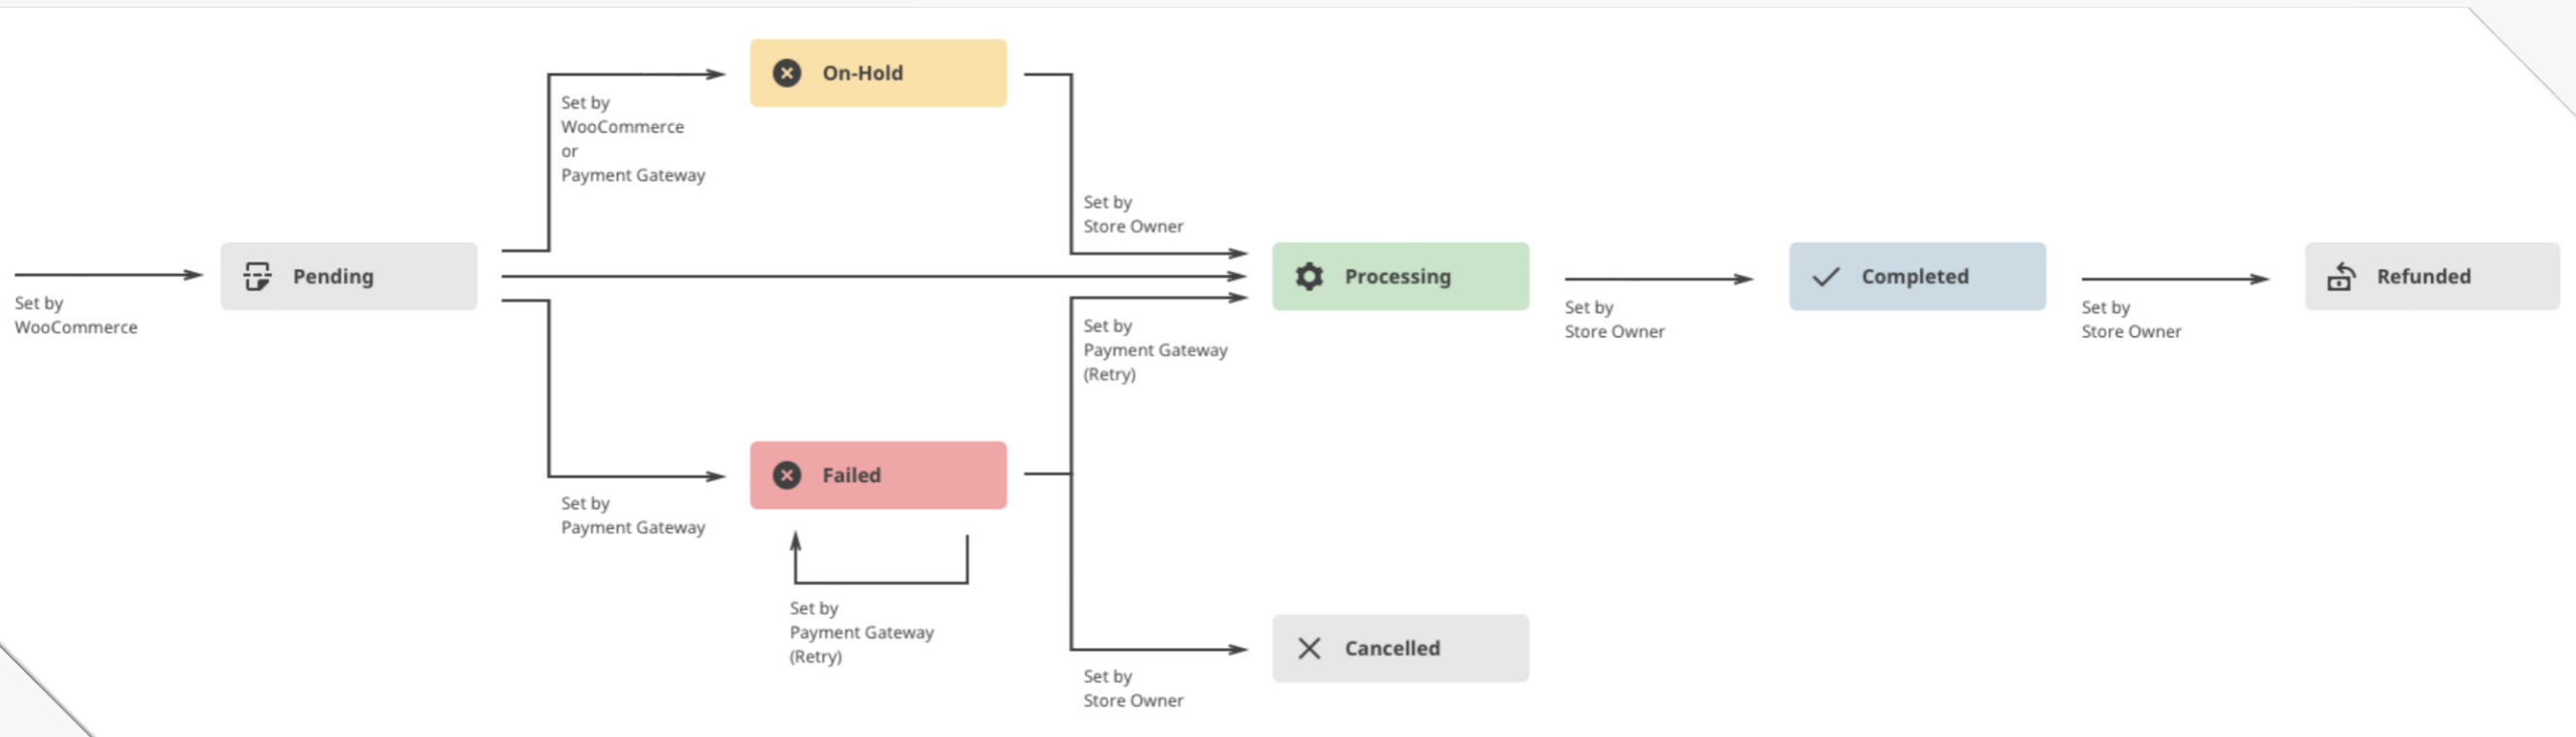 On-Hold
Set by
WooCommerce
or
Payment Gateway
Set by
Store Owner
Set by
WooCommerce
Pending
Processing
Set by
Store Owner
Completed
Set by
Store Owner
Refunded
Set by
Payment Gateway
(Retry)
Failed
Set by
Payment Gateway
Set by
Payment Gateway
(Retry)
Cancelled
Set by
Store Owner